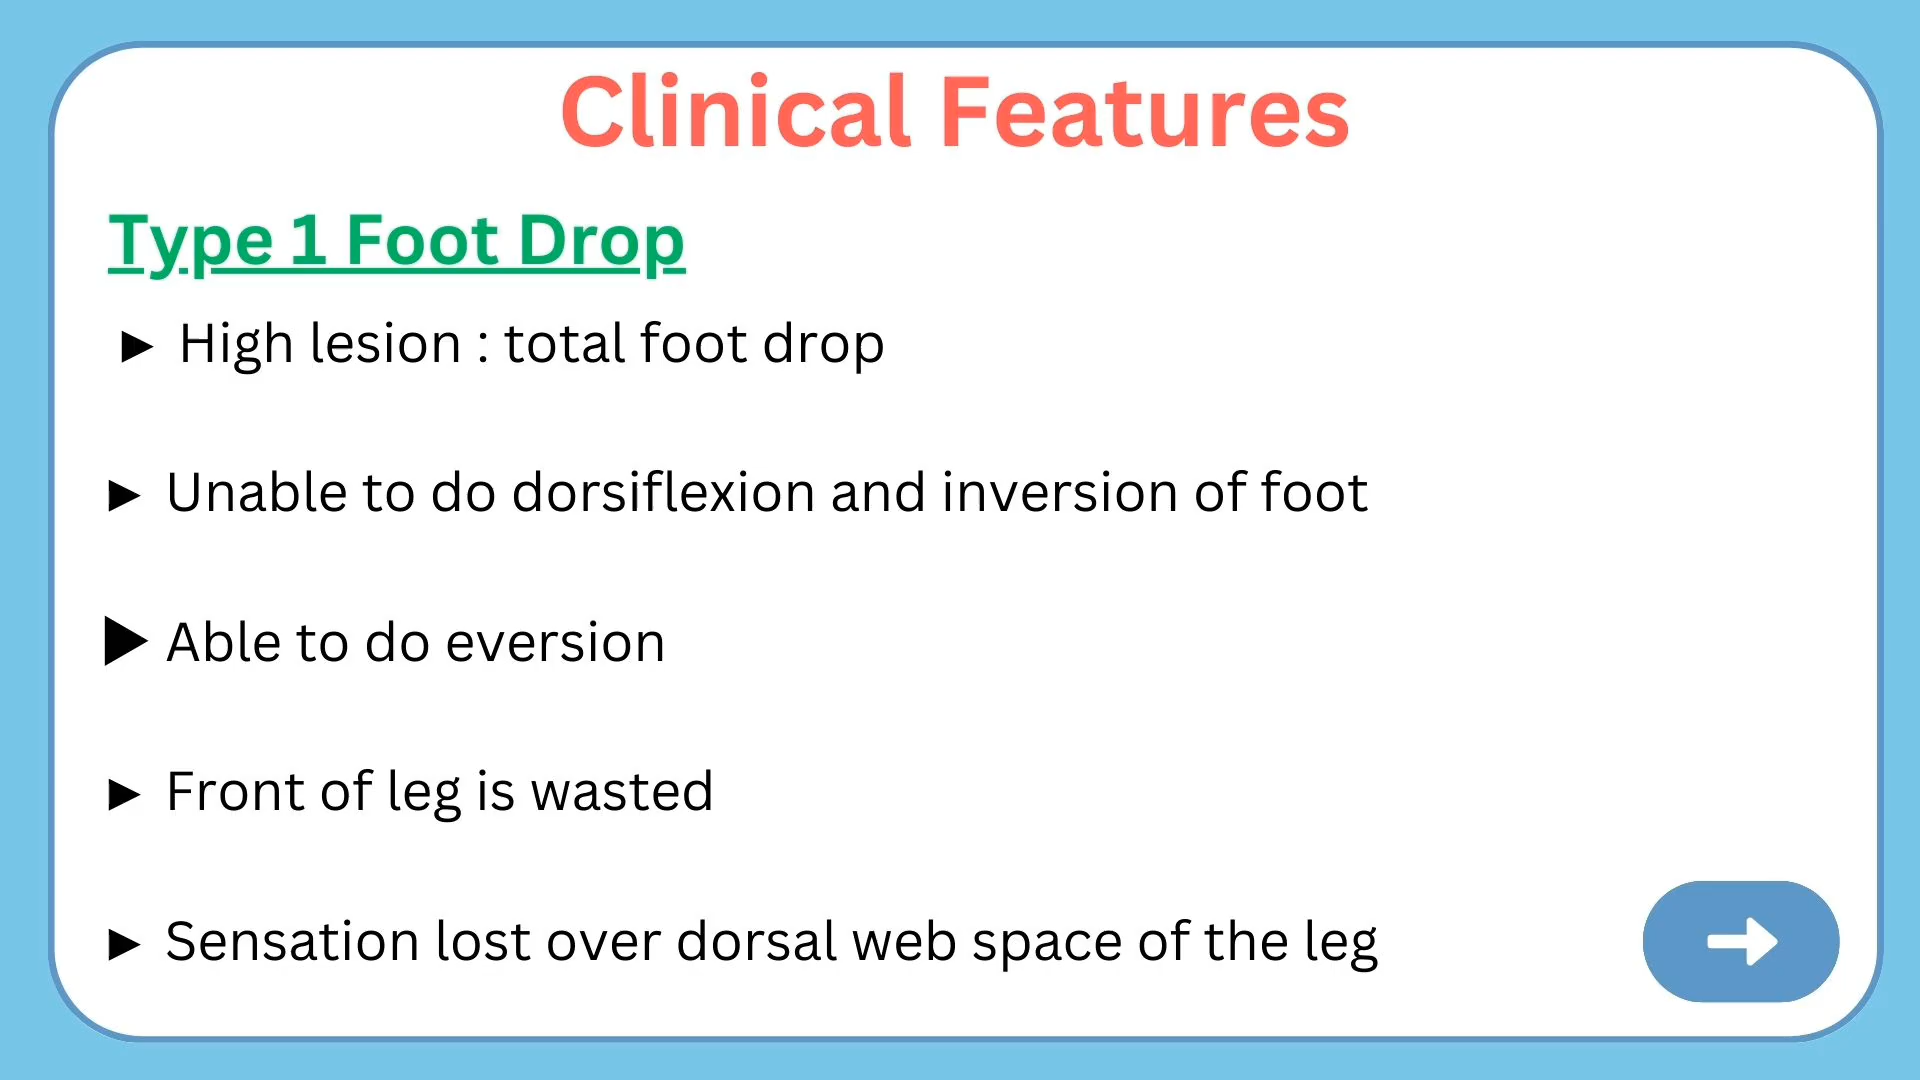 Clinical Features
Type 1 Foot Drop
► High lesion : total foot drop
► Unable to do dorsiflexion and inversion of foot
► Able to do eversion
► Front of leg is wasted
► Sensation lost over dorsal web space of the leg